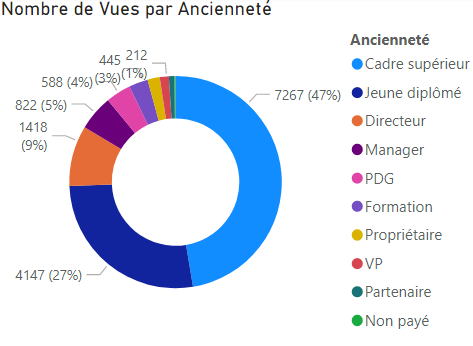 Nombre de Vues par Ancienneté
445 212
588 (4%) (3%) (1%)
822 (5%)
1418
(9%)
7267 (47%)
4147 (27%)
Ancienneté
Cadre supérieur
Jeune diplômé
Directeur
Manager
PDG
Formation
Propriétaire
VP
Partenaire
Non payé